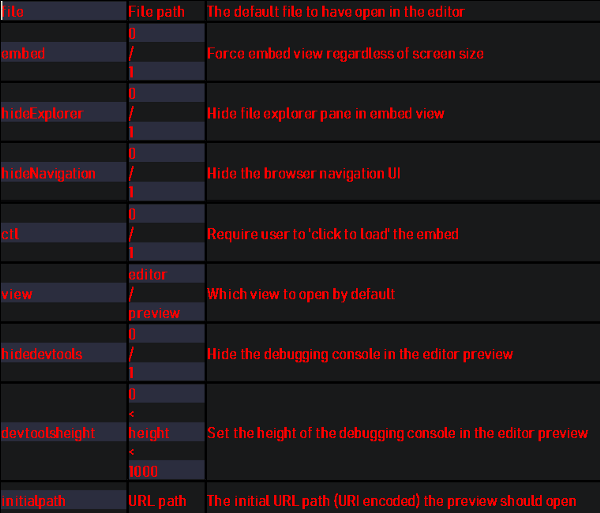 file File path The default file to have open in the editor
0
embed / Force embed view regardless of screen size
1
0
hideExplorer / Hide file explorer pane in embed view
1
0
hideNavigation / Hide the browser navigation UI
1
0
ctl / Require user to 'click to load' the embed
1
editor
view / Which view to open by default
preview
0
hidedevtools / Hide the debugging console in the editor preview
1
0
<
devtoolsheight height Set the height of the debugging console in the editor preview
<
1000
initialpath URL path The initial URL path (URI encoded) the preview should open